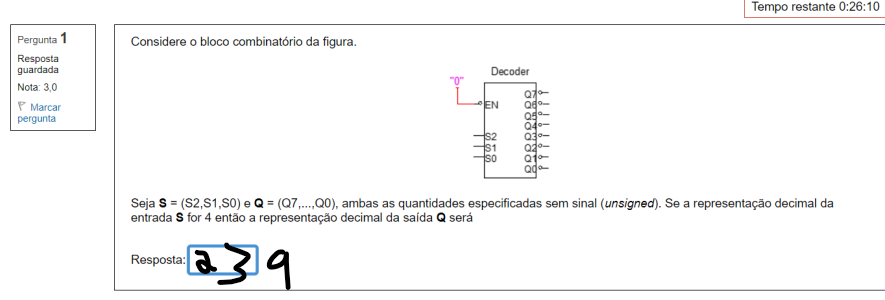 Tempo restante 0:26:10
Pergunta 1
Resposta
guardada
Nota: 3,0
Marcar
pergunta
Considere o bloco combinatório da figura.
Decoder
"0"
EN
S2
S1
S0
Q7
Q6
Q5
Q4
Q3
Q2
Q1
Q0
Seja S = (S2,S1,S0) e Q = (Q7,...,Q0), ambas as quantidades especificadas sem sinal (unsigned). Se a representação decimal da
entrada S for 4 então a representação decimal da saída Q será
Resposta: 239